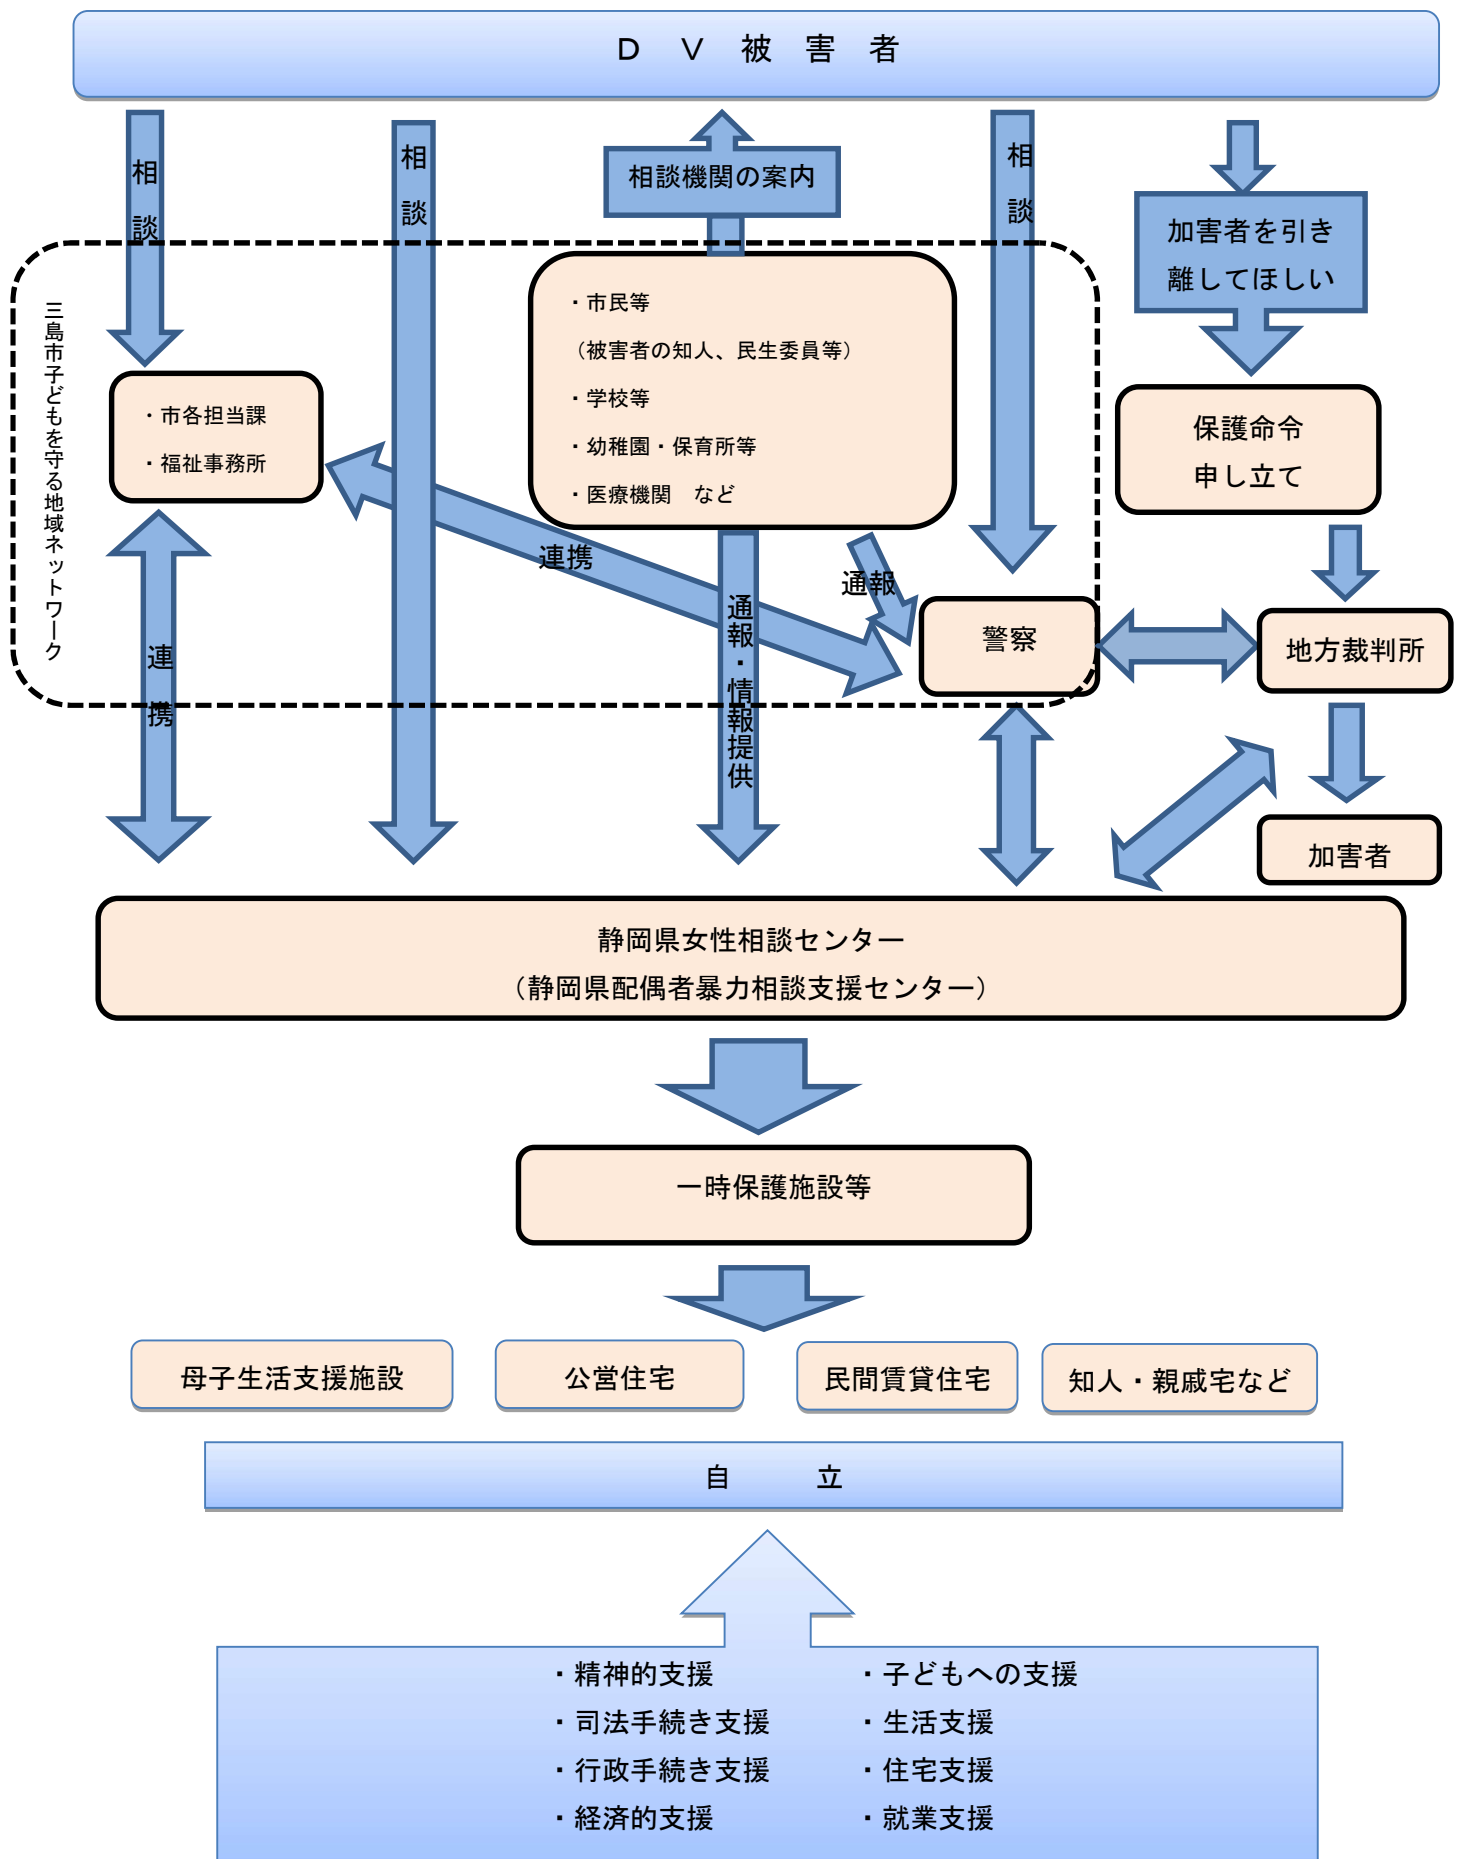 ＤＶ被害者
相談
相談
相談機関の案内
相談
加害者を引き
離してほしい
三島市子どもを守る地域ネットワーク
・市民等
（被害者の知人、民生委員等）
・学校等
・幼稚園・保育所等
・医療機関　など
・市各担当課
・福祉事務所
保護命令
申し立て
連携
通報
通報・情報提供
連携
警察
地方裁判所
加害者
静岡県女性相談センター
（静岡県配偶者暴力相談支援センター）
一時保護施設等
母子生活支援施設
公営住宅
民間賃貸住宅
知人・親戚宅など
自立
・精神的支援
・司法手続き支援
・行政手続き支援
・経済的支援
・子どもへの支援
・生活支援
・住宅支援
・就業支援